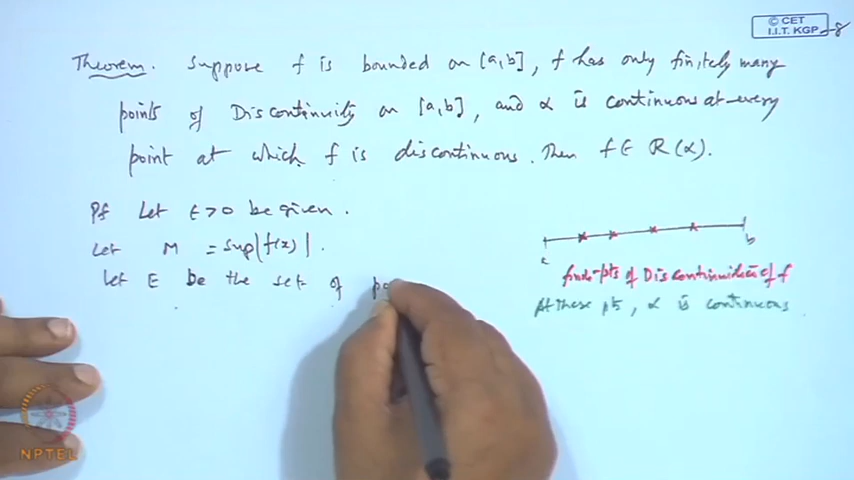 © CET
I.I.T. KGP
-8
Theorem. Suppose f is bounded on [a,b], f has only finitely many
points of Discontinuity on [a,b], and α is continuous at every
point at which f is discontinuous. Then f ∈ R(α).
Pf Let ε>0 be given.
Let M = sup|f(x)|.
Let E be the set of po
a
b
finite pts of Discontinuities of f
At these pts, α is continuous
NPTEL